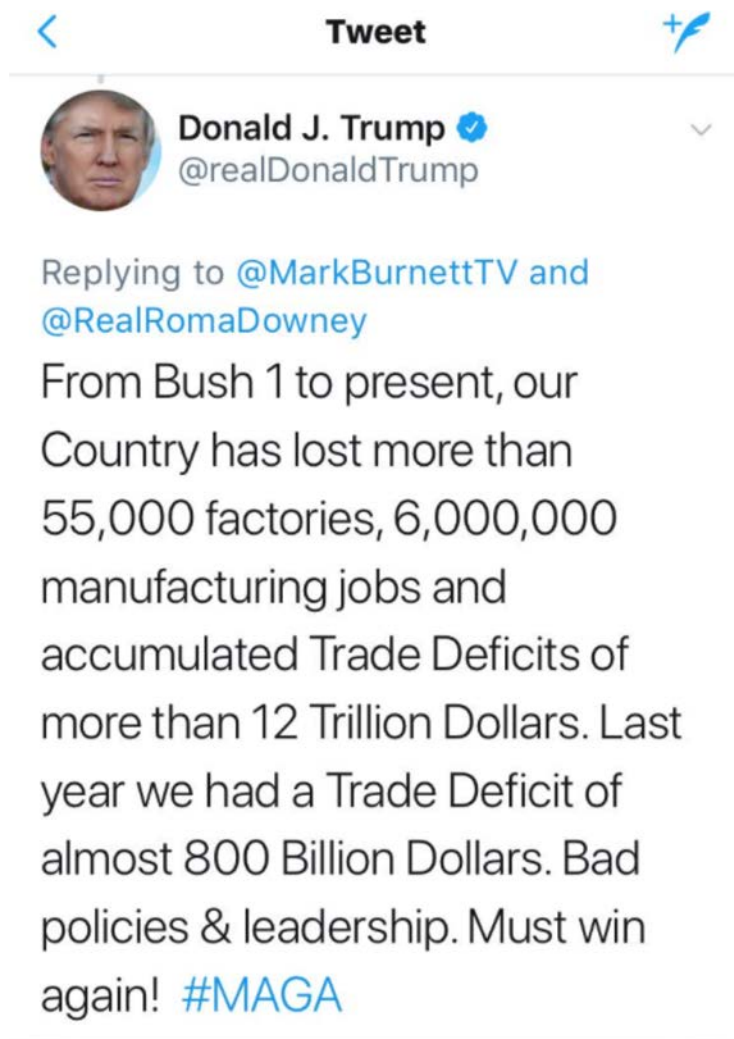 Tweet
Donald J. Trump
@realDonaldTrump
Replying to @MarkBurnettTV and
@RealRomaDowney
From Bush 1 to present, our
Country has lost more than
55,000 factories, 6,000,000
manufacturing jobs and
accumulated Trade Deficits of
more than 12 Trillion Dollars. Last
year we had a Trade Deficit of
almost 800 Billion Dollars. Bad
policies & leadership. Must win
again! #MAGA